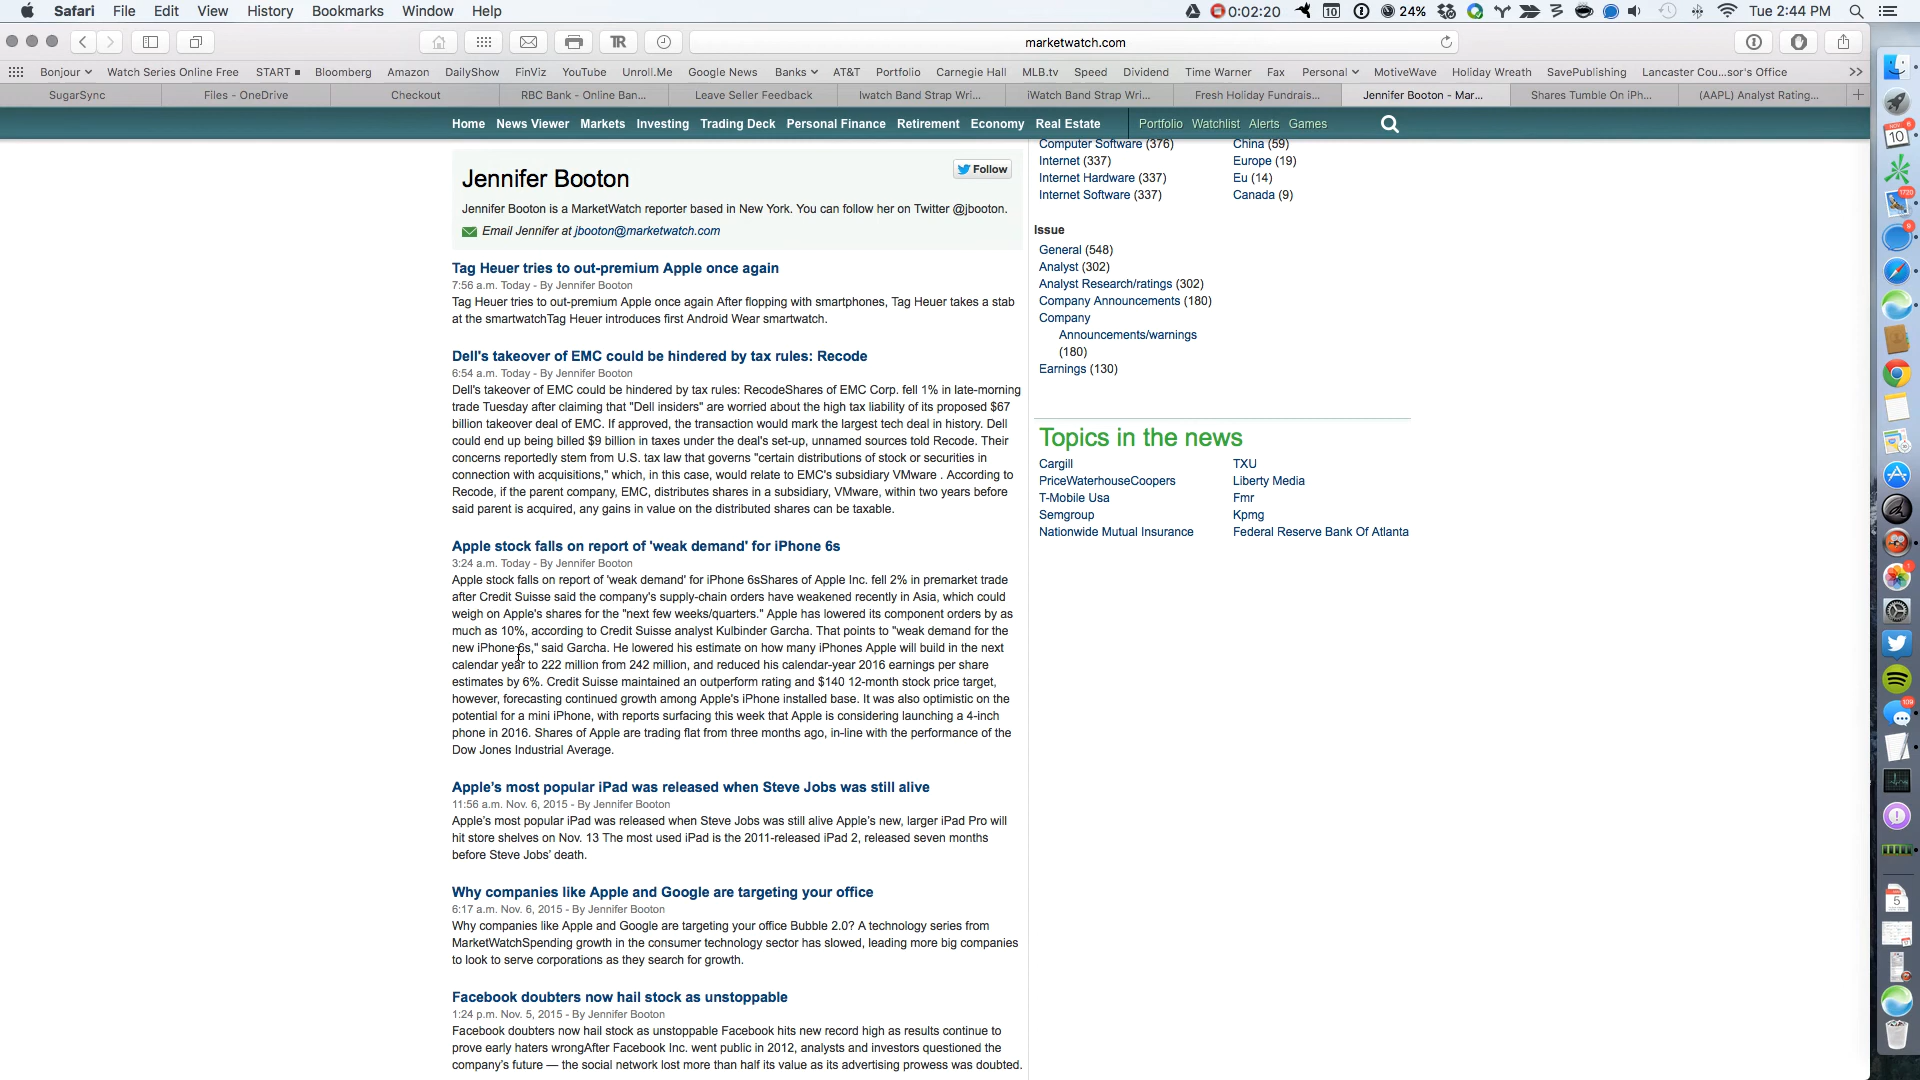 Safari File Edit View History Bookmarks Window Help
0:02:20 10 24% Tue 2:44 PM
marketwatch.com
Bonjour Watch Series Online Free START Bloomberg Amazon DailyShow FinViz YouTube Unroll.Me Google News Banks AT&T Portfolio Carnegie Hall MLB.tv Speed Dividend Time Warner Fax Personal MotiveWave Holiday Wreath SavePublishing Lancaster Cou...sor's Office
SugarSync Files - OneDrive Checkout RBC Bank - Online Ban... Leave Seller Feedback Iwatch Band Strap Wri... iWatch Band Strap Wri... Fresh Holiday Fundrais... Jennifer Booton - Mar... Shares Tumble On iPh... (AAPL) Analyst Rating...
Home News Viewer Markets Investing Trading Deck Personal Finance Retirement Economy Real Estate Portfolio Watchlist Alerts Games
Jennifer Booton
Follow
Jennifer Booton is a MarketWatch reporter based in New York. You can follow her on Twitter @jbooton.
Email Jennifer at jbooton@marketwatch.com
Tag Heuer tries to out-premium Apple once again
7:56 a.m. Today - By Jennifer Booton
Tag Heuer tries to out-premium Apple once again After flopping with smartphones, Tag Heuer takes a stab
at the smartwatchTag Heuer introduces first Android Wear smartwatch.
Dell's takeover of EMC could be hindered by tax rules: Recode
6:54 a.m. Today - By Jennifer Booton
Dell's takeover of EMC could be hindered by tax rules: RecodeShares of EMC Corp. fell 1% in late-morning
trade Tuesday after claiming that "Dell insiders" are worried about the high tax liability of its proposed $67
billion takeover deal of EMC. If approved, the transaction would mark the largest tech deal in history. Dell
could end up being billed $9 billion in taxes under the deal's set-up, unnamed sources told Recode. Their
concerns reportedly stem from U.S. tax law that governs "certain distributions of stock or securities in
connection with acquisitions," which, in this case, would relate to EMC's subsidiary VMware . According to
Recode, if the parent company, EMC, distributes shares in a subsidiary, VMware, within two years before
said parent is acquired, any gains in value on the distributed shares can be taxable.
Apple stock falls on report of 'weak demand' for iPhone 6s
3:24 a.m. Today - By Jennifer Booton
Apple stock falls on report of 'weak demand' for iPhone 6sShares of Apple Inc. fell 2% in premarket trade
after Credit Suisse said the company's supply-chain orders have weakened recently in Asia, which could
weigh on Apple's shares for the "next few weeks/quarters." Apple has lowered its component orders by as
much as 10%, according to Credit Suisse analyst Kulbinder Garcha. That points to "weak demand for the
new iPhone 6s," said Garcha. He lowered his estimate on how many iPhones Apple will build in the next
calendar year to 222 million from 242 million, and reduced his calendar-year 2016 earnings per share
estimates by 6%. Credit Suisse maintained an outperform rating and $140 12-month stock price target,
however, forecasting continued growth among Apple's iPhone installed base. It was also optimistic on the
potential for a mini iPhone, with reports surfacing this week that Apple is considering launching a 4-inch
phone in 2016. Shares of Apple are trading flat from three months ago, in-line with the performance of the
Dow Jones Industrial Average.
Apple's most popular iPad was released when Steve Jobs was still alive
11:56 a.m. Nov. 6, 2015 - By Jennifer Booton
Apple's most popular iPad was released when Steve Jobs was still alive Apple's new, larger iPad Pro will
hit store shelves on Nov. 13 The most used iPad is the 2011-released iPad 2, released seven months
before Steve Jobs' death.
Why companies like Apple and Google are targeting your office
6:17 a.m. Nov. 6, 2015 - By Jennifer Booton
Why companies like Apple and Google are targeting your office Bubble 2.0? A technology series from
MarketWatchSpending growth in the consumer technology sector has slowed, leading more big companies
to look to serve corporations as they search for growth.
Facebook doubters now hail stock as unstoppable
1:24 p.m. Nov. 5, 2015 - By Jennifer Booton
Facebook doubters now hail stock as unstoppable Facebook hits new record high as results continue to
prove early haters wrongAfter Facebook Inc. went public in 2012, analysts and investors questioned the
company's future — the social network lost more than half its value as its advertising prowess was doubted.
Computer Software (376) China (59)
Internet (337) Europe (19)
Internet Hardware (337) Eu (14)
Internet Software (337) Canada (9)
Issue
General (548)
Analyst (302)
Analyst Research/ratings (302)
Company Announcements (180)
Company
Announcements/warnings
(180)
Earnings (130)
Topics in the news
Cargill TXU
PriceWaterhouseCoopers Liberty Media
T-Mobile Usa Fmr
Semgroup Kpmg
Nationwide Mutual Insurance Federal Reserve Bank Of Atlanta